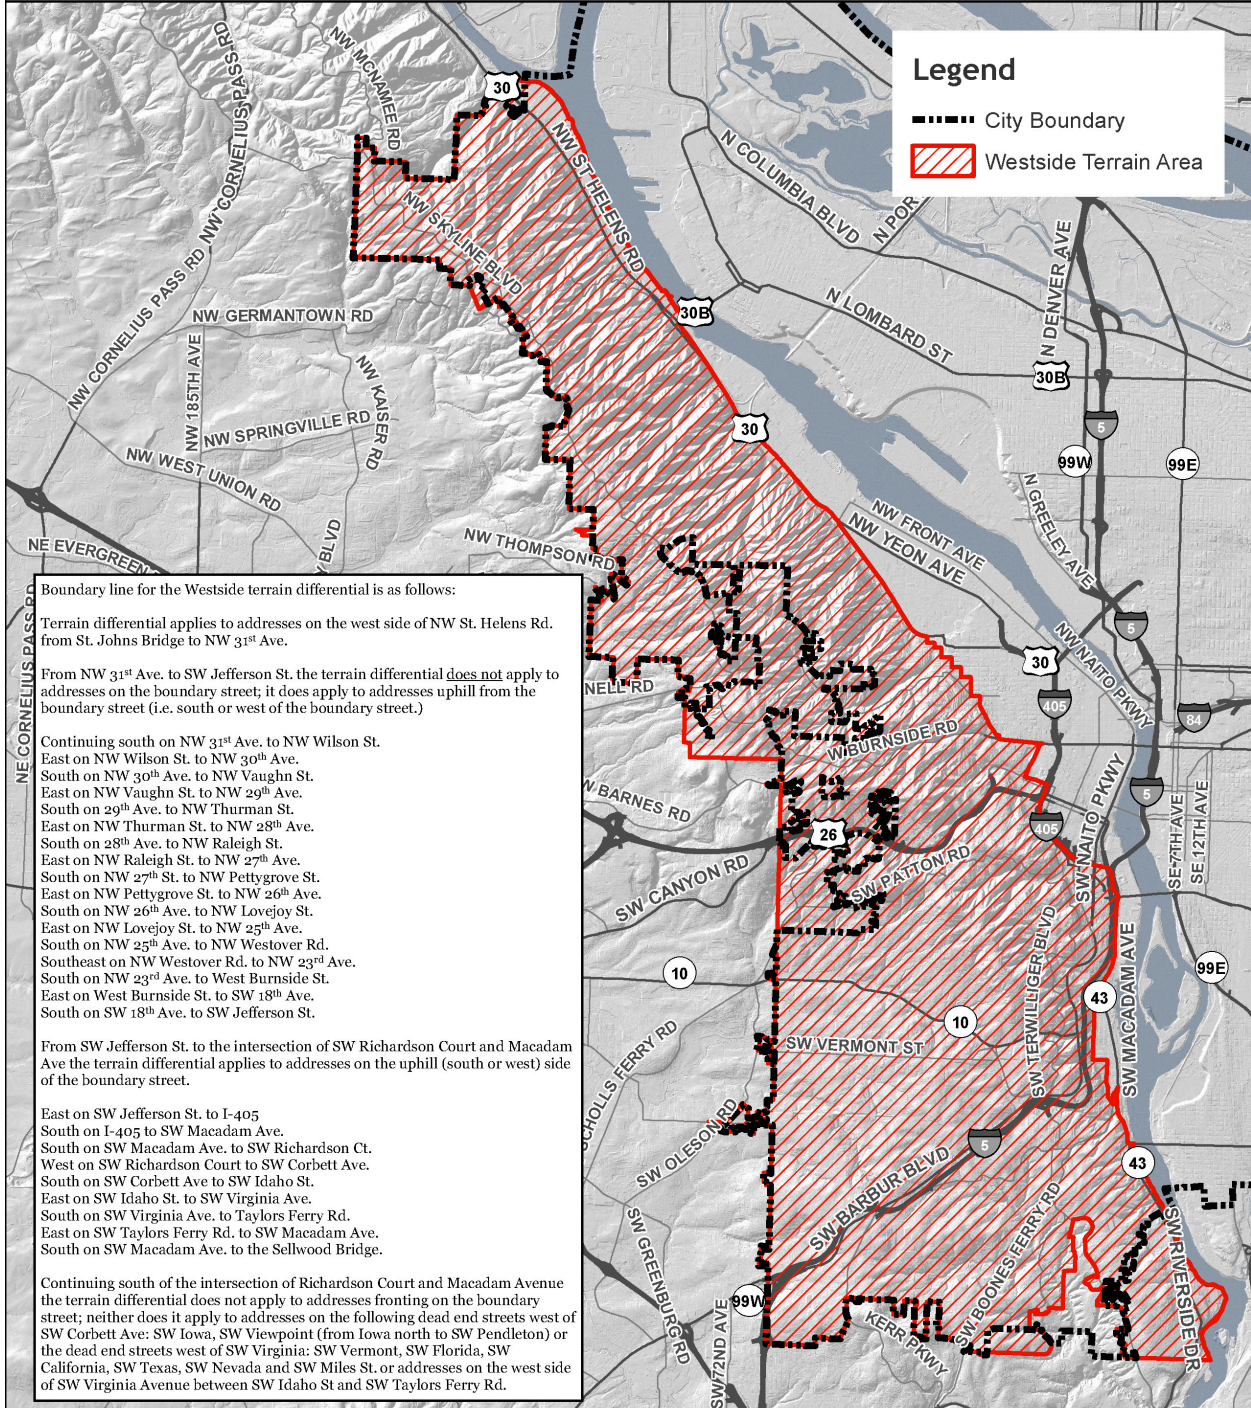 Legend
City Boundary
Westside Terrain Area
30
NW MCNAMEE RD
NW CORNELIUS PASS RD
NW CORNELIUS PASS RD
NW ST HELENS RD
NW SKYLINE BLVD
N COLUMBIA BLVD
N POR
N DENVER AVE
N LOMBARD ST
30B
30B
NW GERMANTOWN RD
NW 185TH AVE
NW KAISER RD
NW SPRINGVILLE RD
NW WEST UNION RD
30
5
99W
99E
N GREELEY AVE
NW FRONT AVE
NW YEON AVE
NW THOMPSON RD
NE EVERGREEN
Y BLVD
NE CORNELIUS PASS RD
5
NW NAITO PKWY
30
405
84
NELL RD
W BURNSIDE RD
W BARNES RD
26
405
5
SW NAITO PKWY
SE 7TH AVE
SE 12TH AVE
SW CANYON RD
SW PATTON RD
10
SW TERWILLIGER BLVD
SW MACADAM AVE
99E
43
10
SW VERMONT ST
SCHOLLS FERRY RD
SW OLESON RD
5
43
SW BARBUR BLVD
SW GREENBURG RD
99W
SW 72ND AVE
KERR PKWY
SW BOONES FERRY RD
SW RIVERSIDE DR
Boundary line for the Westside terrain differential is as follows:
Terrain differential applies to addresses on the west side of NW St. Helens Rd.
from St. Johns Bridge to NW 31st Ave.
From NW 31st Ave. to SW Jefferson St. the terrain differential does not apply to
addresses on the boundary street; it does apply to addresses uphill from the
boundary street (i.e. south or west of the boundary street.)
Continuing south on NW 31st Ave. to NW Wilson St.
East on NW Wilson St. to NW 30th Ave.
South on NW 30th Ave. to NW Vaughn St.
East on NW Vaughn St. to NW 29th Ave.
South on 29th Ave. to NW Thurman St.
East on NW Thurman St. to NW 28th Ave.
South on 28th Ave. to NW Raleigh St.
East on NW Raleigh St. to NW 27th Ave.
South on NW 27th St. to NW Pettygrove St.
East on NW Pettygrove St. to NW 26th Ave.
South on NW 26th Ave. to NW Lovejoy St.
East on NW Lovejoy St. to NW 25th Ave.
South on NW 25th Ave. to NW Westover Rd.
Southeast on NW Westover Rd. to NW 23rd Ave.
South on NW 23rd Ave. to West Burnside St.
East on West Burnside St. to SW 18th Ave.
South on SW 18th Ave. to SW Jefferson St.
From SW Jefferson St. to the intersection of SW Richardson Court and Macadam
Ave the terrain differential applies to addresses on the uphill (south or west) side
of the boundary street.
East on SW Jefferson St. to I-405
South on I-405 to SW Macadam Ave.
South on SW Macadam Ave. to SW Richardson Ct.
West on SW Richardson Court to SW Corbett Ave.
South on SW Corbett Ave to SW Idaho St.
East on SW Idaho St. to SW Virginia Ave.
South on SW Virginia Ave. to Taylors Ferry Rd.
East on SW Taylors Ferry Rd. to SW Macadam Ave.
South on SW Macadam Ave. to the Sellwood Bridge.
Continuing south of the intersection of Richardson Court and Macadam Avenue
the terrain differential does not apply to addresses fronting on the boundary
street; neither does it apply to addresses on the following dead end streets west of
SW Corbett Ave: SW Iowa, SW Viewpoint (from Iowa north to SW Pendleton) or
the dead end streets west of SW Virginia: SW Vermont, SW Florida, SW
California, SW Texas, SW Nevada and SW Miles St. or addresses on the west side
of SW Virginia Avenue between SW Idaho St and SW Taylors Ferry Rd.